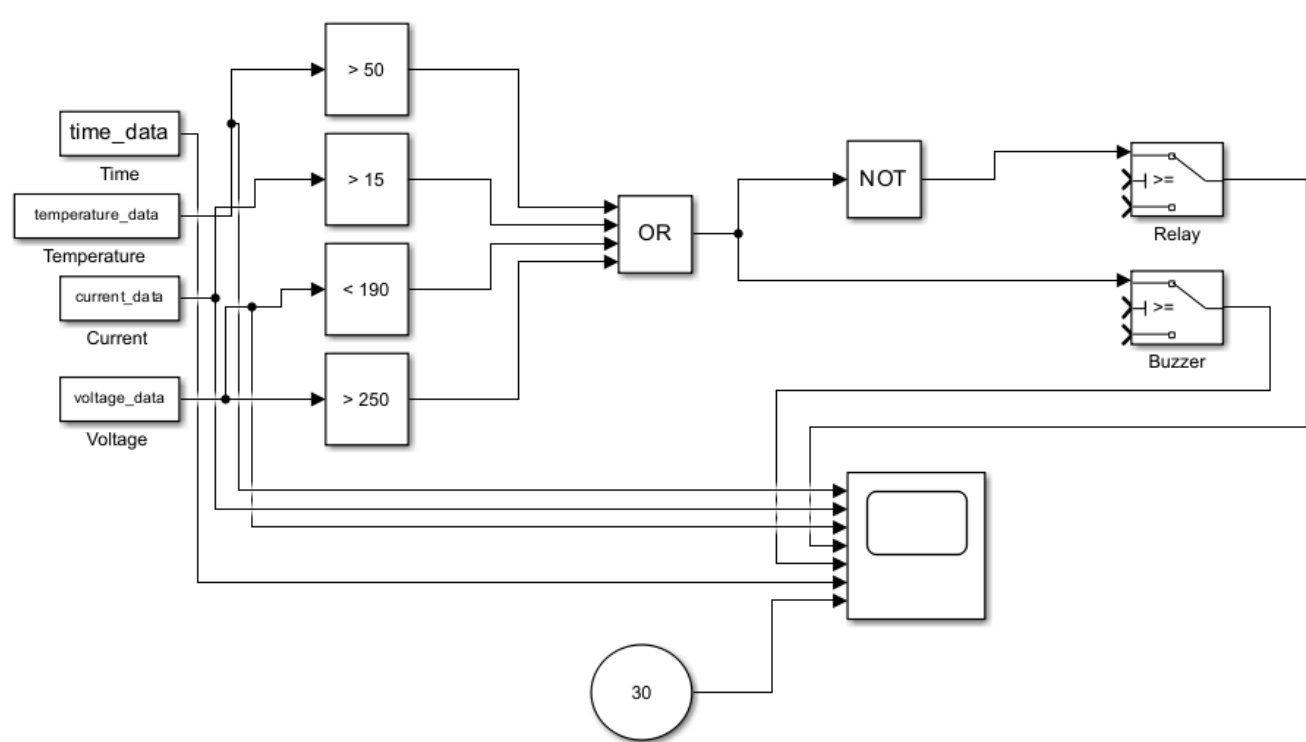 > 50
time_data
Time
> 15
NOT
temperature_data
Temperature
OR
>=
Relay
current_data
Current
< 190
>=
Buzzer
voltage_data
Voltage
> 250
30